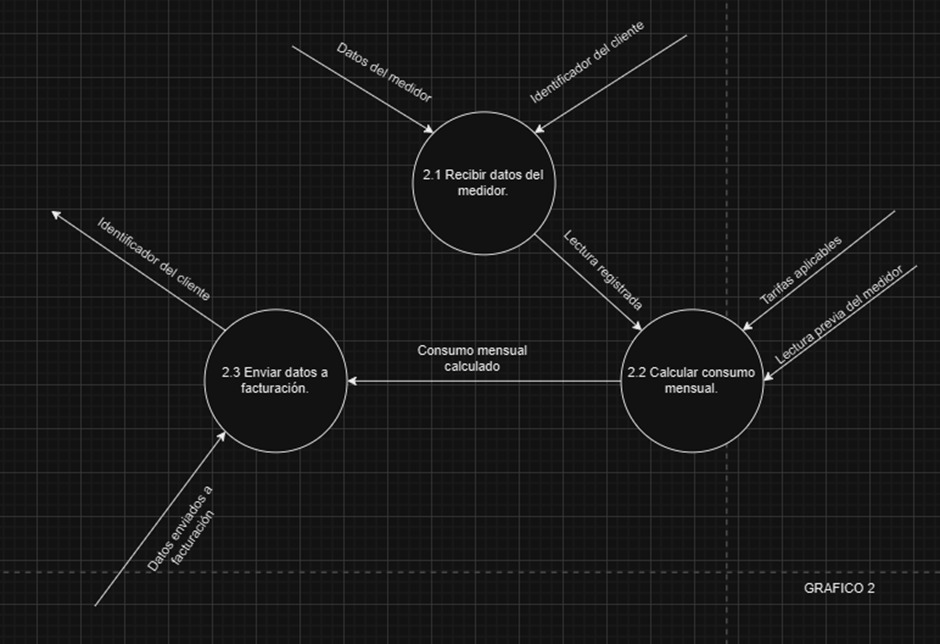 Datos del medidor
Identificador del cliente
2.1 Recibir datos del
medidor.
Identificador del cliente
Lectura registrada
Tarifas aplicables
Lectura previa del medidor
Consumo mensual
calculado
2.3 Enviar datos a
facturación.
2.2 Calcular consumo
mensual.
Datos enviados a
facturación
GRAFICO 2